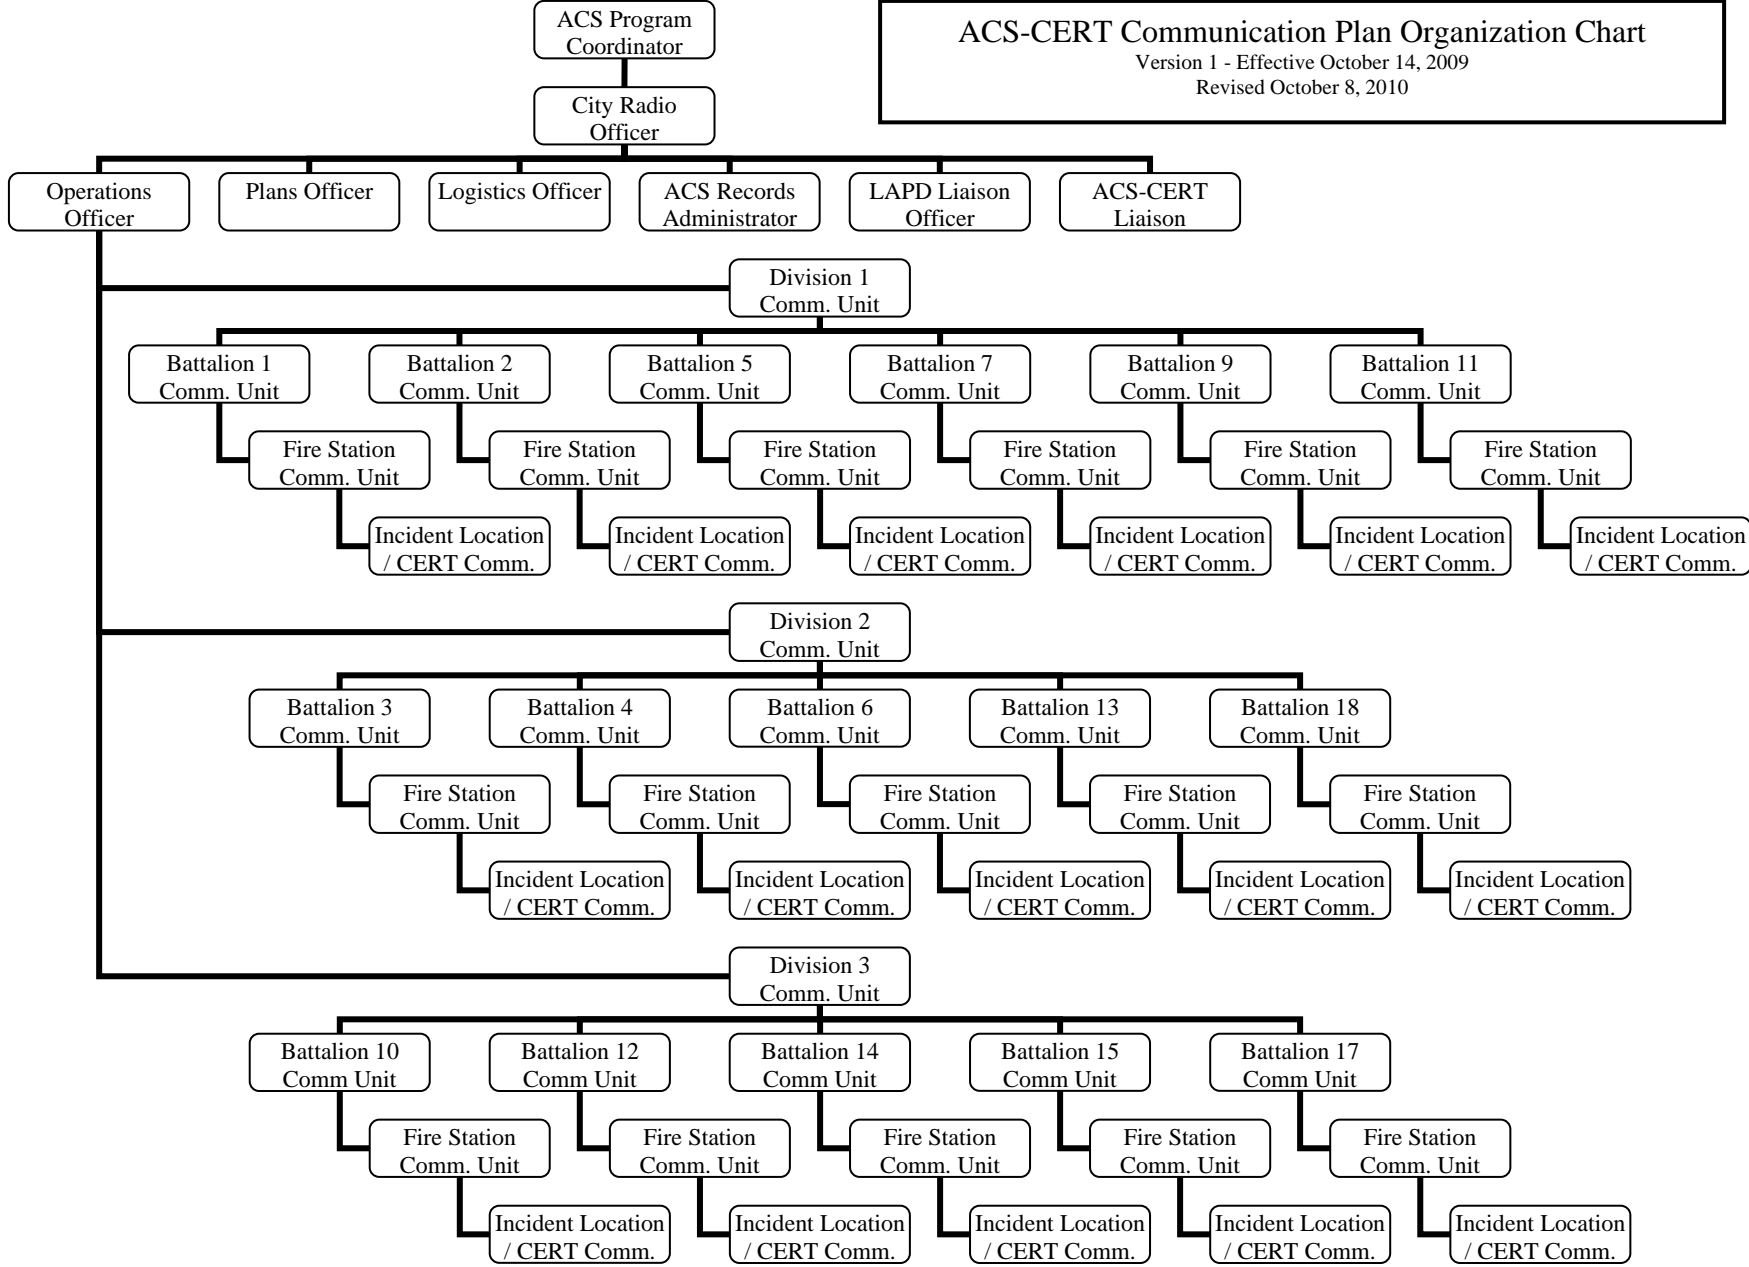 ACS Program
Coordinator
ACS-CERT Communication Plan Organization Chart
Version 1 - Effective October 14, 2009
Revised October 8, 2010
City Radio
Officer
Operations
Officer
Plans Officer
Logistics Officer
ACS Records
Administrator
LAPD Liaison
Officer
ACS-CERT
Liaison
Division 1
Comm. Unit
Battalion 1
Comm. Unit
Battalion 2
Comm. Unit
Battalion 5
Comm. Unit
Battalion 7
Comm. Unit
Battalion 9
Comm. Unit
Battalion 11
Comm. Unit
Fire Station
Comm. Unit
Fire Station
Comm. Unit
Fire Station
Comm. Unit
Fire Station
Comm. Unit
Fire Station
Comm. Unit
Fire Station
Comm. Unit
Incident Location
/ CERT Comm.
Incident Location
/ CERT Comm.
Incident Location
/ CERT Comm.
Incident Location
/ CERT Comm.
Incident Location
/ CERT Comm.
Incident Location
/ CERT Comm.
Division 2
Comm. Unit
Battalion 3
Comm. Unit
Battalion 4
Comm. Unit
Battalion 6
Comm. Unit
Battalion 13
Comm. Unit
Battalion 18
Comm. Unit
Fire Station
Comm. Unit
Fire Station
Comm. Unit
Fire Station
Comm. Unit
Fire Station
Comm. Unit
Fire Station
Comm. Unit
Incident Location
/ CERT Comm.
Incident Location
/ CERT Comm.
Incident Location
/ CERT Comm.
Incident Location
/ CERT Comm.
Incident Location
/ CERT Comm.
Division 3
Comm. Unit
Battalion 10
Comm Unit
Battalion 12
Comm Unit
Battalion 14
Comm Unit
Battalion 15
Comm Unit
Battalion 17
Comm Unit
Fire Station
Comm. Unit
Fire Station
Comm. Unit
Fire Station
Comm. Unit
Fire Station
Comm. Unit
Fire Station
Comm. Unit
Incident Location
/ CERT Comm.
Incident Location
/ CERT Comm.
Incident Location
/ CERT Comm.
Incident Location
/ CERT Comm.
Incident Location
/ CERT Comm.